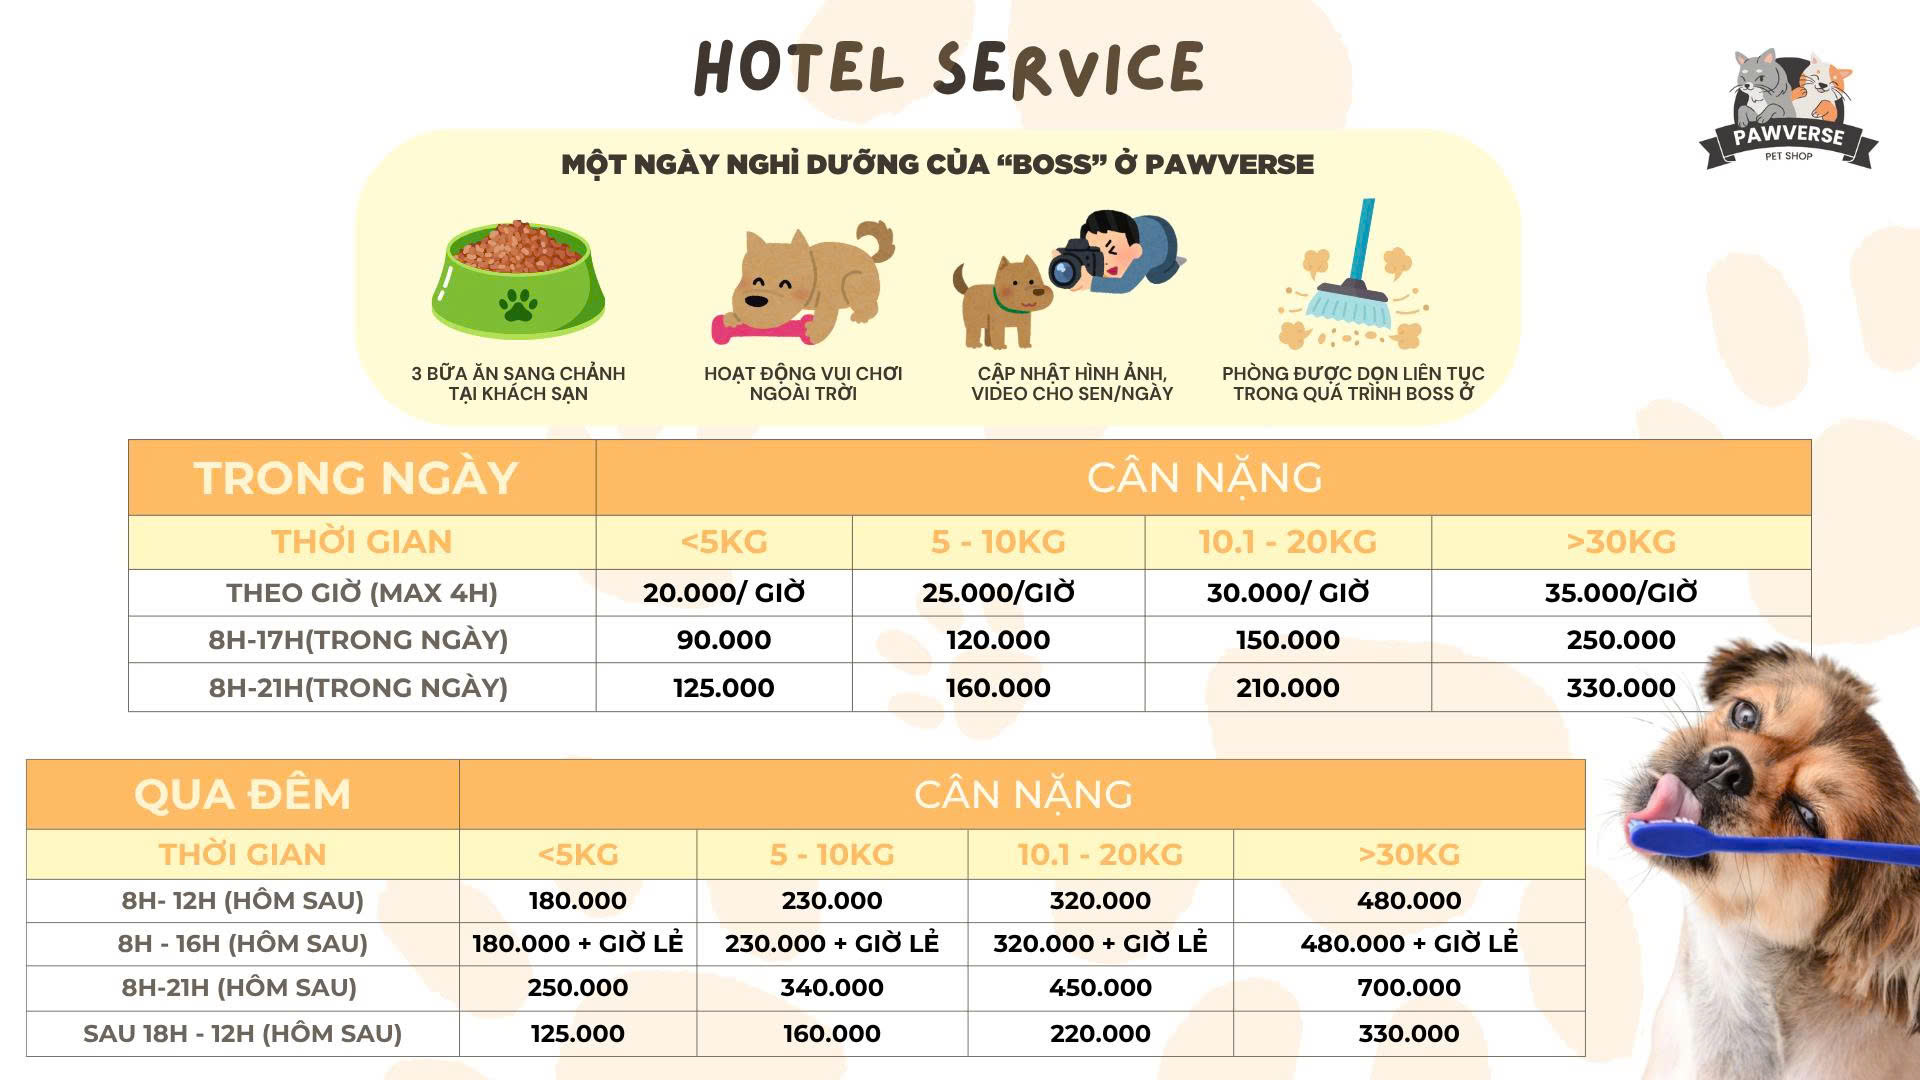 HOTEL SERVICE
PAWVERSE
PET SHOP
MỘT NGÀY NGHỈ DƯỠNG CỦA “BOSS” Ở PAWVERSE
3 BỮA ĂN SANG CHẢNH
TẠI KHÁCH SẠN
HOẠT ĐỘNG VUI CHƠI
NGOÀI TRỜI
CẬP NHẬT HÌNH ẢNH,
VIDEO CHO SEN/NGÀY
PHÒNG ĐƯỢC DỌN LIÊN TỤC
TRONG QUÁ TRÌNH BOSS Ở
TRONG NGÀY CÂN NẶNG
THỜI GIAN <5KG 5 - 10KG 10.1 - 20KG >30KG
THEO GIỜ (MAX 4H) 20.000/ GIỜ 25.000/GIỜ 30.000/ GIỜ 35.000/GIỜ
8H-17H(TRONG NGÀY) 90.000 120.000 150.000 250.000
8H-21H(TRONG NGÀY) 125.000 160.000 210.000 330.000
QUA ĐÊM CÂN NẶNG
THỜI GIAN <5KG 5 - 10KG 10.1 - 20KG >30KG
8H- 12H (HÔM SAU) 180.000 230.000 320.000 480.000
8H - 16H (HÔM SAU) 180.000 + GIỜ LẺ 230.000 + GIỜ LẺ 320.000 + GIỜ LẺ 480.000 + GIỜ LẺ
8H-21H (HÔM SAU) 250.000 340.000 450.000 700.000
SAU 18H - 12H (HÔM SAU) 125.000 160.000 220.000 330.000